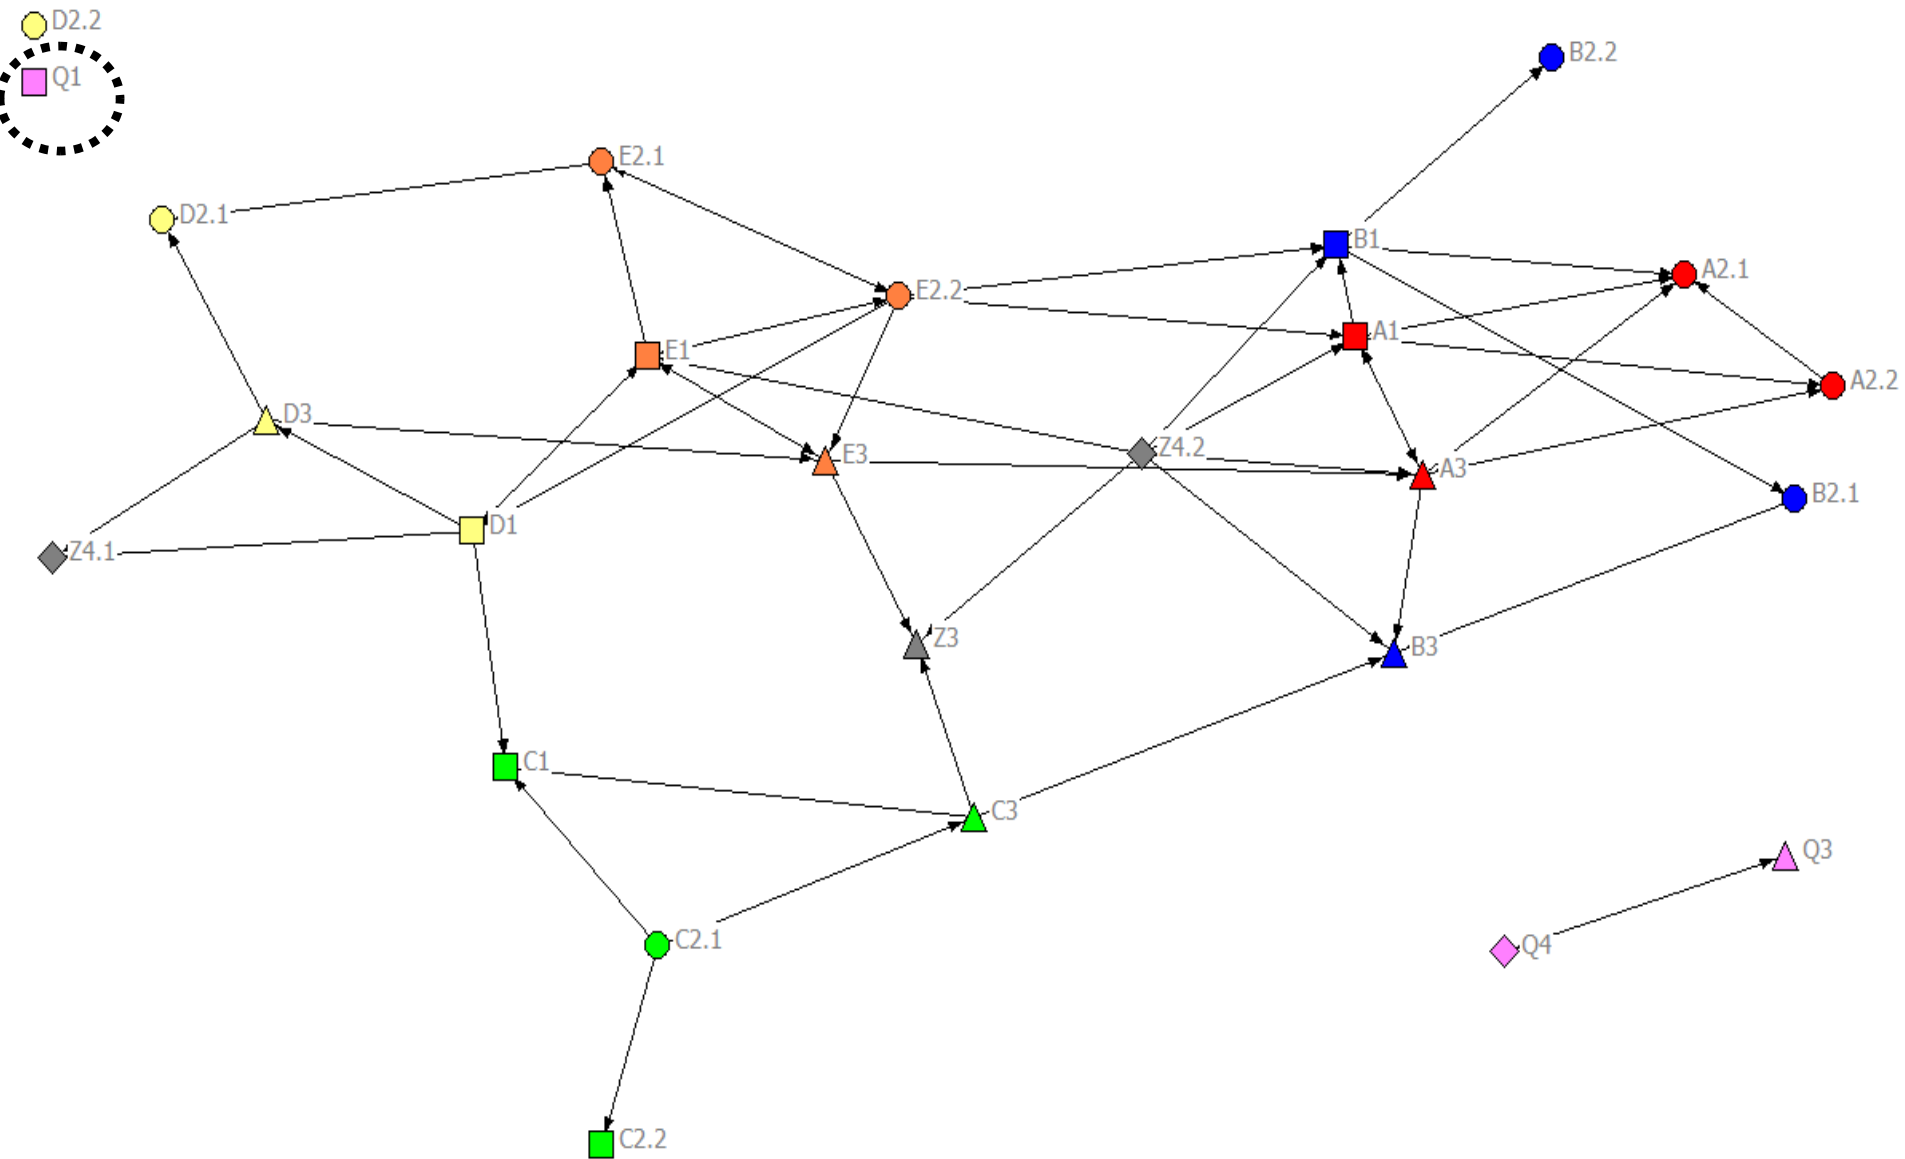 D2.2
Q1
B2.2
E2.1
D2.1
B1
A2.1
E2.2
A1
E1
A2.2
D3
E3
Z4.2
A3
B2.1
D1
Z4.1
Z3
B3
C1
C3
Q3
C2.1
Q4
C2.2